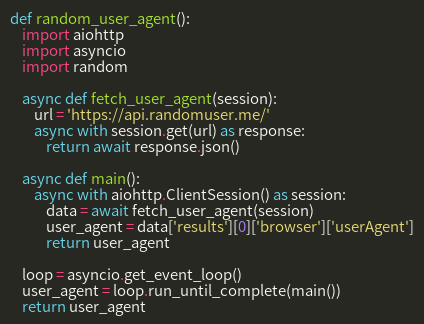 def random_user_agent():
    import aiohttp
    import asyncio
    import random

    async def fetch_user_agent(session):
        url = 'https://api.randomuser.me/'
        async with session.get(url) as response:
            return await response.json()

    async def main():
        async with aiohttp.ClientSession() as session:
            data = await fetch_user_agent(session)
            user_agent = data['results'][0]['browser']['userAgent']
            return user_agent

    loop = asyncio.get_event_loop()
    user_agent = loop.run_until_complete(main())
    return user_agent